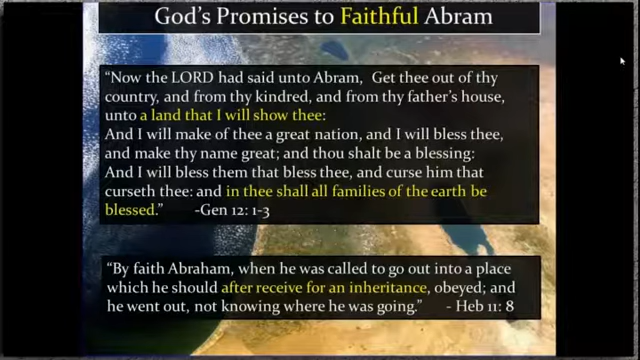 God's Promises to Faithful Abram
“Now the LORD had said unto Abram, Get thee out of thy
country, and from thy kindred, and from thy father's house,
unto a land that I will show thee:
And I will make of thee a great nation, and I will bless thee,
and make thy name great; and thou shalt be a blessing:
And I will bless them that bless thee, and curse him that
curseth thee: and in thee shall all families of the earth be
blessed.” -Gen 12: 1-3
“By faith Abraham, when he was called to go out into a place
which he should after receive for an inheritance, obeyed; and
he went out, not knowing where he was going.” - Heb 11: 8